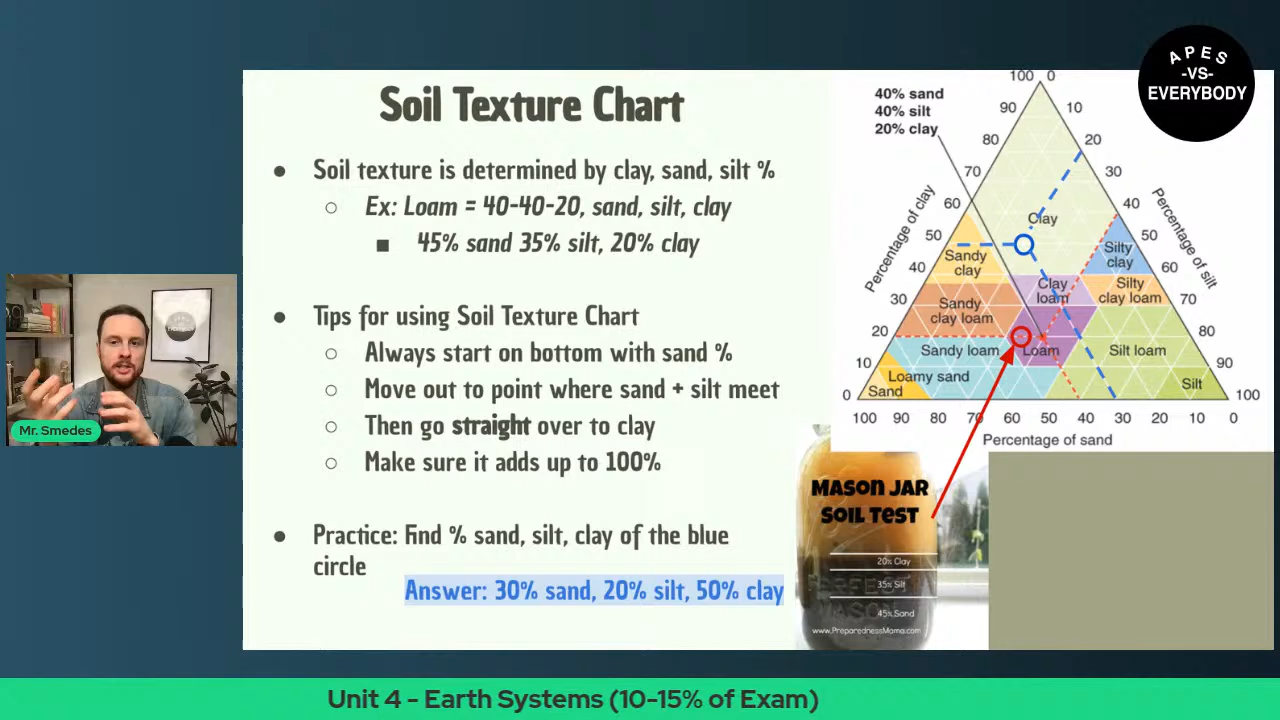 APES
-VS-
EVERYBODY
Soil Texture Chart
● Soil texture is determined by clay, sand, silt %
○ Ex: Loam = 40-40-20, sand, silt, clay
■ 45% sand 35% silt, 20% clay
● Tips for using Soil Texture Chart
○ Always start on bottom with sand %
○ Move out to point where sand + silt meet
○ Then go straight over to clay
○ Make sure it adds up to 100%
● Practice: Find % sand, silt, clay of the blue
circle
Answer: 30% sand, 20% silt, 50% clay
40% sand
40% silt
20% clay
100 0
90 10
80 20
70 30
60 40
50 50
40 60
30 70
20 80
10 90
0 100
Percentage of clay
Percentage of silt
Clay
Sandy
clay
Silty
clay
Clay
loam
Silty
clay loam
Sandy
clay loam
Sandy loam
Loam
Silt loam
Loamy sand
Sand
Silt
100 90 80 70 60 50 40 30 20 10 0
Percentage of sand
Mason Jar
Soil Test
20% Clay
35% Silt
45% Sand
www.PreparednessMama.com
Mr. Smedes
Unit 4 - Earth Systems (10-15% of Exam)